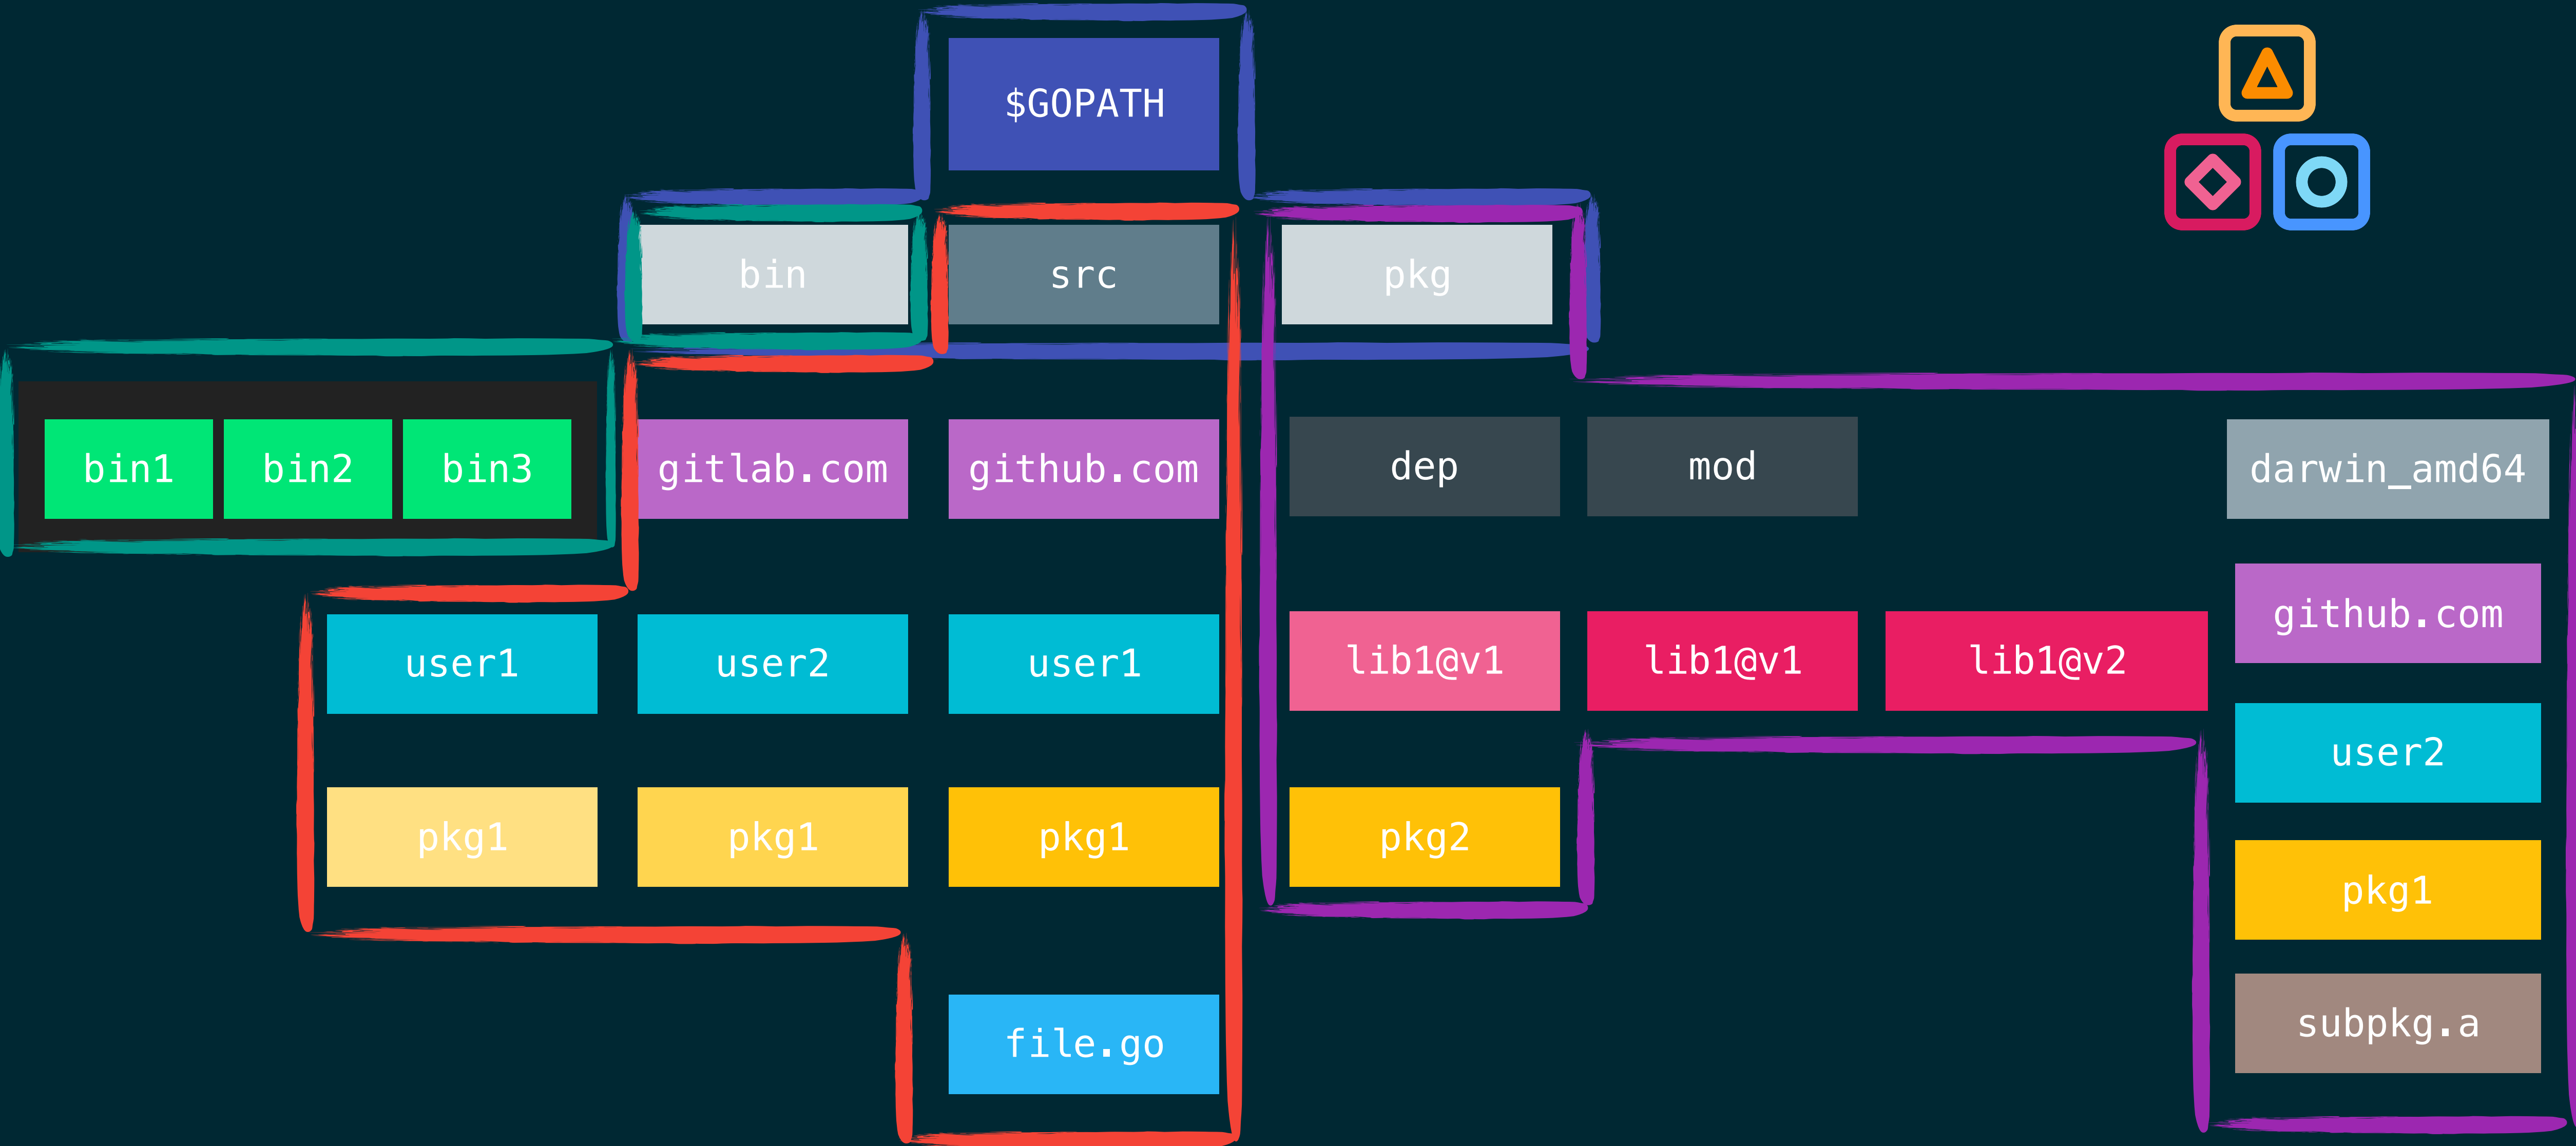 $GOPATH
bin src pkg
bin1 bin2 bin3 gitlab.com github.com dep mod darwin_amd64
github.com
user1 user2 user1 lib1@v1 lib1@v1 lib1@v2
user2
pkg1 pkg1 pkg1 pkg2
pkg1
subpkg.a
file.go